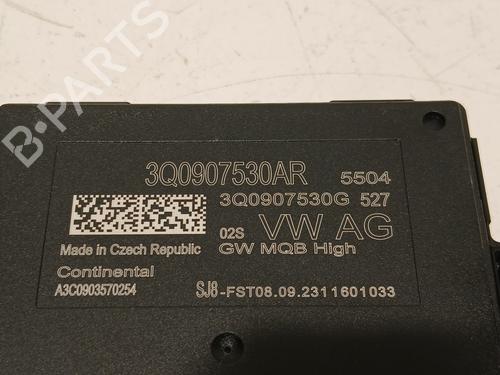 B-PARTS
3Q0907530AR 5504
3Q0907530G 527
02S VW AG
Made in Czech Republic GW MQB High
Continental
A3C0903570254 SJ8-FST08.09.2311601033